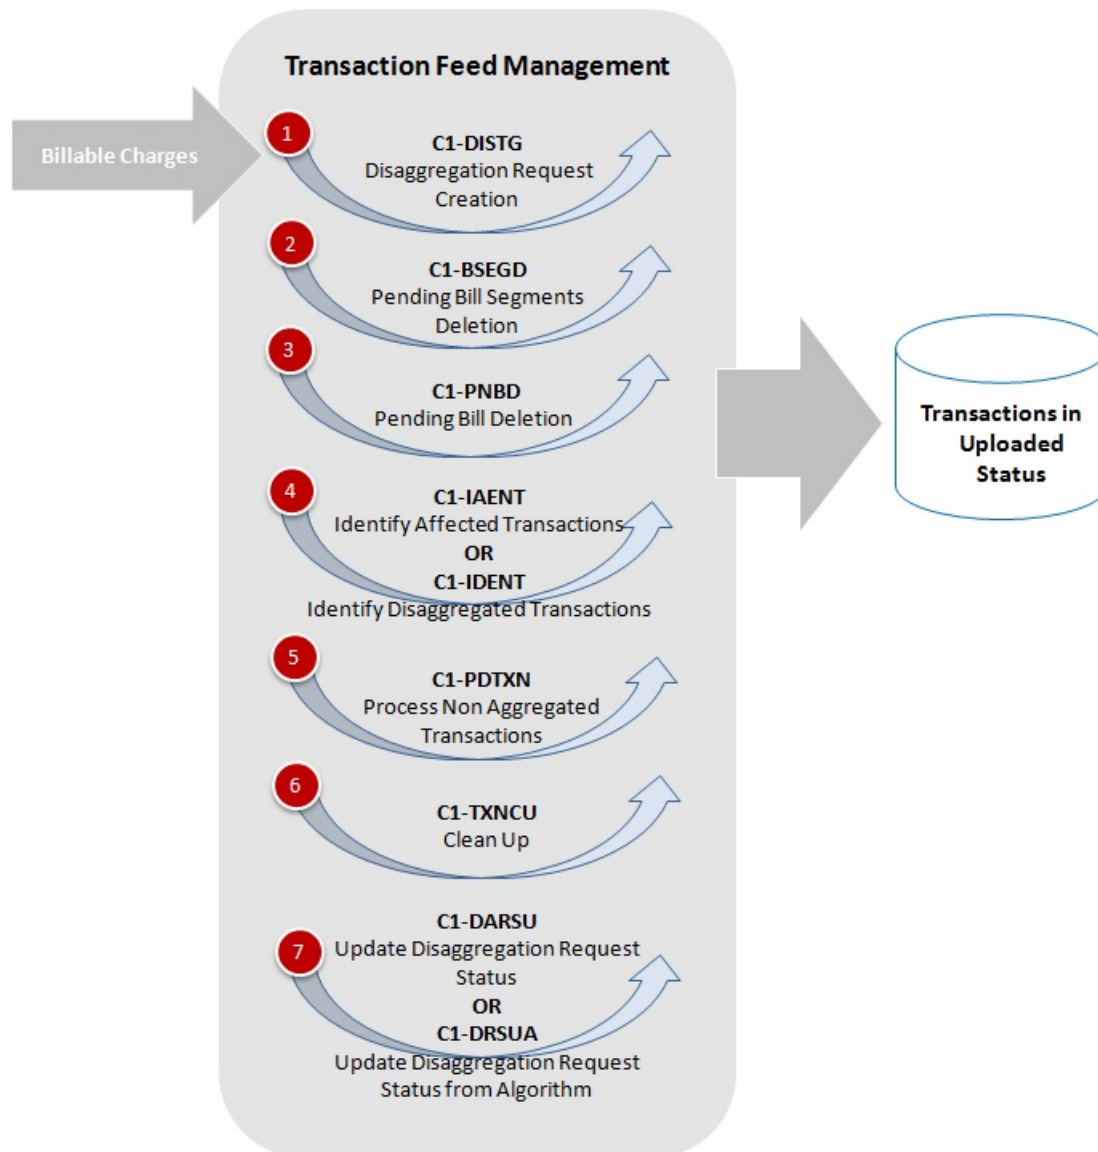 Transaction Feed Management
Billable Charges
1
C1-DISTG
Disaggregation Request
Creation
2
C1-BSEGD
Pending Bill Segments
Deletion
3
C1-PNBD
Pending Bill Deletion
4
C1-IAENT
Identify Affected Transactions
OR
C1-IDENT
Identify Disaggregated Transactions
5
C1-PDTXN
Process Non Aggregated
Transactions
6
C1-TXNCU
Clean Up
7
C1-DARSU
Update Disaggregation Request
Status
OR
C1-DRSUA
Update Disaggregation Request
Status from Algorithm
Transactions in
Uploaded
Status